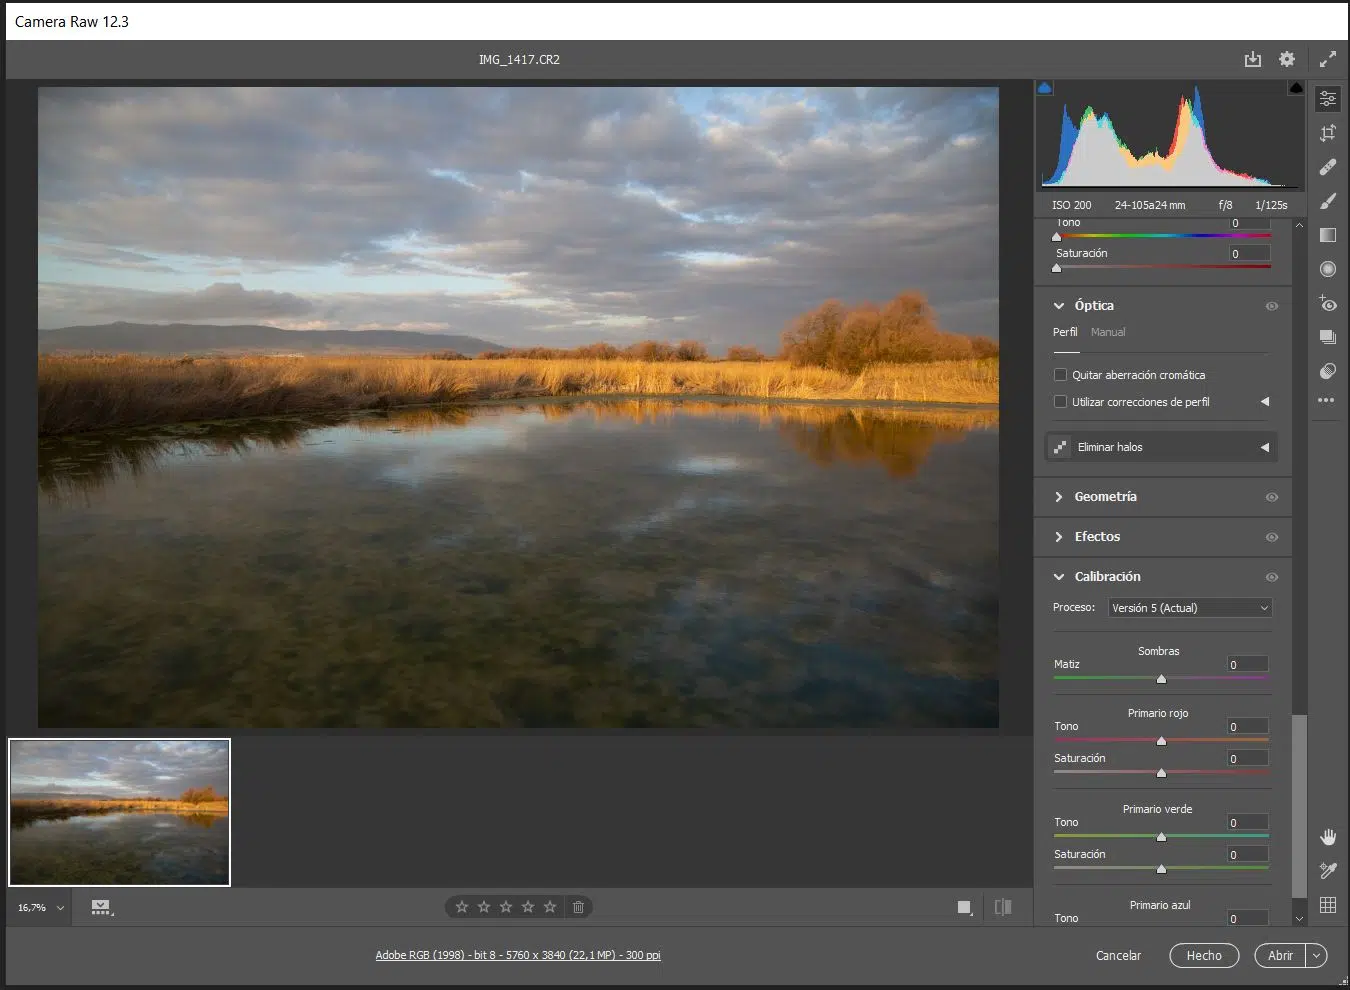 Camera Raw 12.3
IMG_1417.CR2
ISO 200 24-105a24 mm f/8 1/125s
Tono 0
Saturación 0
Óptica
Perfil Manual
Quitar aberración cromática
Utilizar correcciones de perfil
Eliminar halos
Geometría
Efectos
Calibración
Proceso: Versión 5 (Actual)
Sombras
Matiz 0
Primario rojo
Tono 0
Saturación 0
Primario verde
Tono 0
Saturación 0
Primario azul
Tono 0
16,7%
Adobe RGB (1998) - bit 8 - 5760 x 3840 (22,1MP) - 300 ppi
Cancelar Hecho Abrir